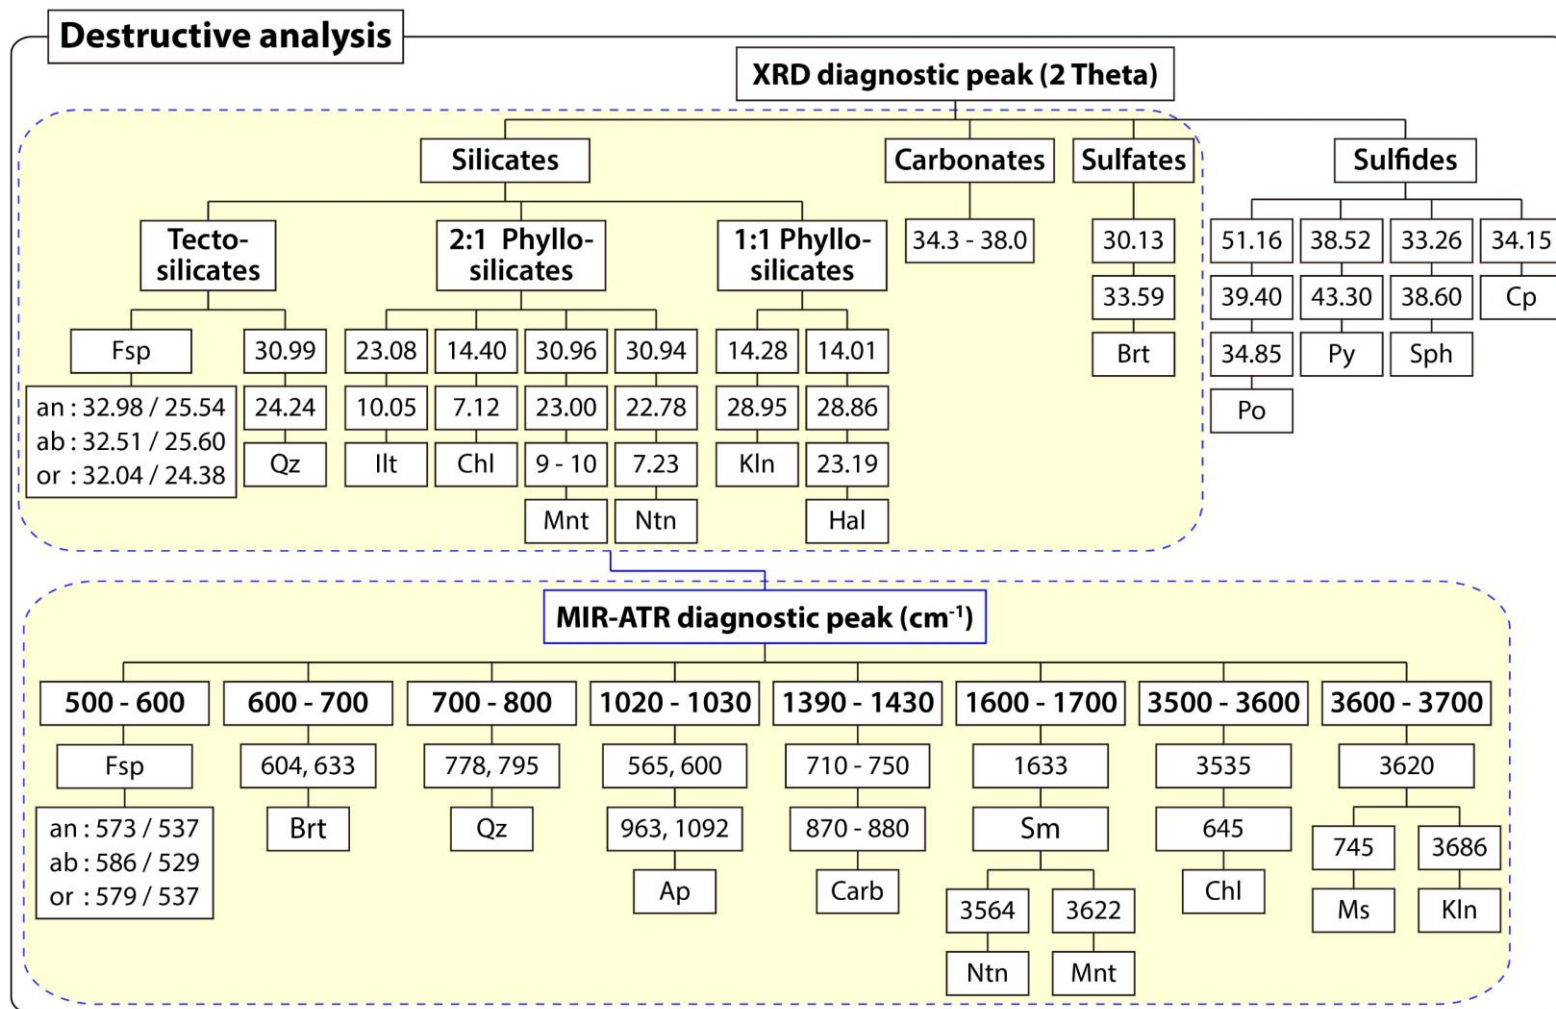 Destructive analysis
XRD diagnostic peak (2 Theta)
Silicates
Carbonates
Sulfates
Sulfides
Tecto-
silicates
2:1 Phyllo-
silicates
1:1 Phyllo-
silicates
34.3 - 38.0
30.13
51.16
38.52
33.26
34.15
33.59
39.40
43.30
38.60
Cp
Fsp
30.99
23.08
14.40
30.96
30.94
14.28
14.01
Brt
34.85
Py
Sph
an : 32.98 / 25.54
ab : 32.51 / 25.60
or : 32.04 / 24.38
24.24
10.05
7.12
23.00
22.78
28.95
28.86
Po
Qz
Ilt
Chl
9 - 10
7.23
Kln
23.19
Mnt
Ntn
Hal
MIR-ATR diagnostic peak (cm⁻¹)
500 - 600
600 - 700
700 - 800
1020 - 1030
1390 - 1430
1600 - 1700
3500 - 3600
3600 - 3700
Fsp
604, 633
778, 795
565, 600
710 - 750
1633
3535
3620
an : 573 / 537
ab : 586 / 529
or : 579 / 537
Brt
Qz
963, 1092
870 - 880
Sm
645
745
3686
Ap
Carb
3564
3622
Chl
Ms
Kln
Ntn
Mnt